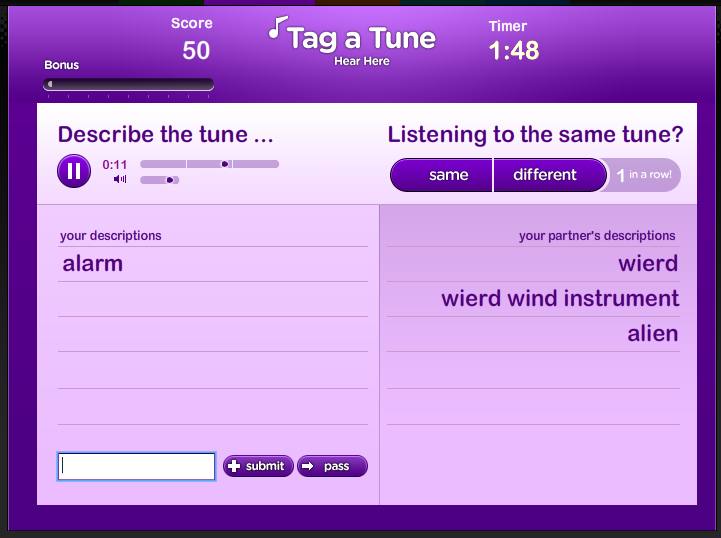 Score
50
Bonus
Tag a Tune
Hear Here
Timer
1:48
Describe the tune ...
0:11
Listening to the same tune?
same
different
1 in a row!
your descriptions
alarm
submit
pass
your partner's descriptions
wierd
wierd wind instrument
alien